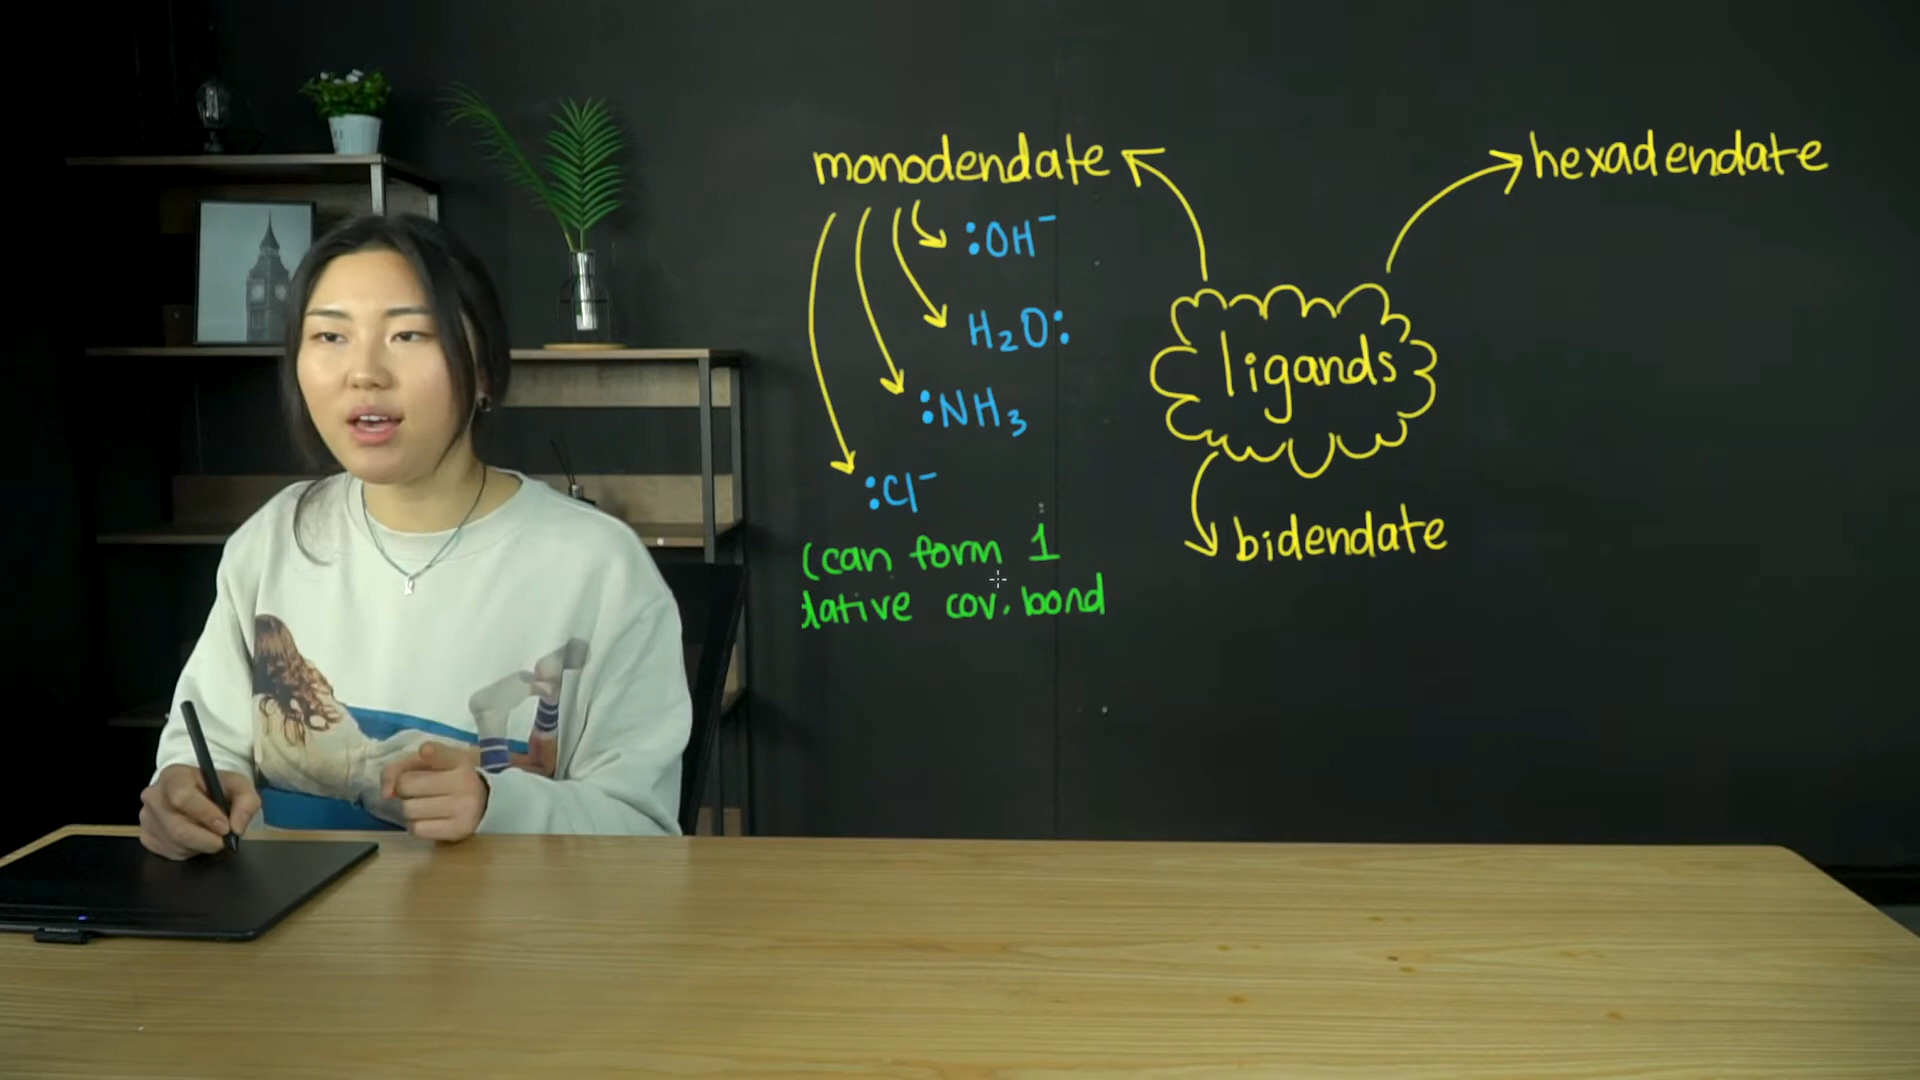 monodendate
hexadendate
:OH⁻
H₂O:
:NH₃
:Cl⁻
ligands
bidendate
(can form 1
dative cov. bond